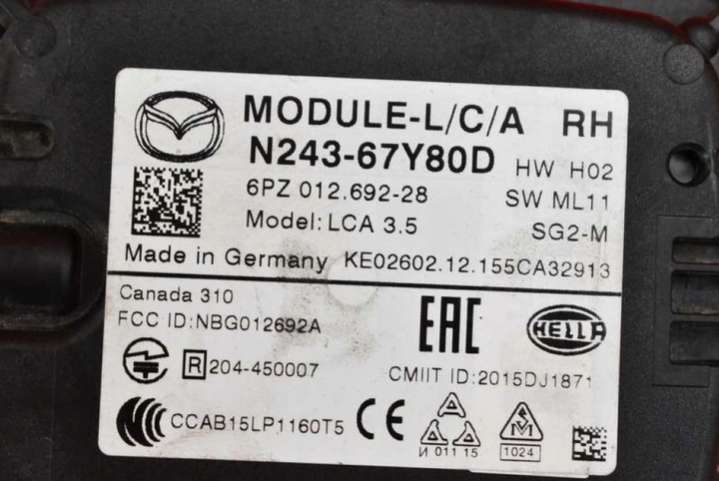 MODULE-L/C/A RH
N243-67Y80D HW H02
6PZ 012.692-28 SW ML11
Model: LCA 3.5 SG2-M
Made in Germany KE02602.12.155CA32913
Canada 310
FCC ID: NBG012692A
EAC HELLA
R 204-450007
CMIIT ID: 2015DJ1871
CCAB15LP1160T5 CE
И 011 15 1024